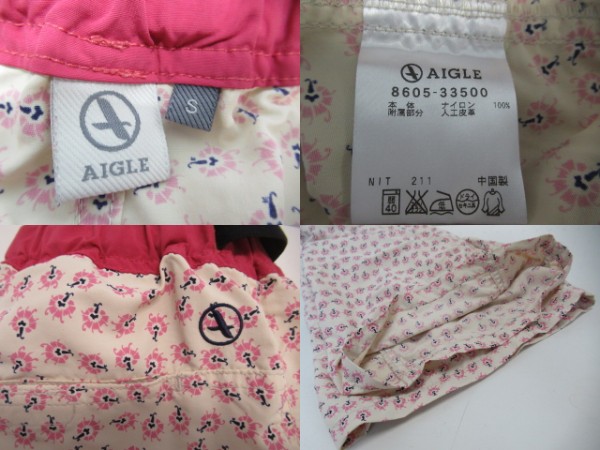 AIGLE
S
AIGLE
8605-33500
本体 ナイロン 100%
附属部分 人工皮革
NIT 211 中国製
40